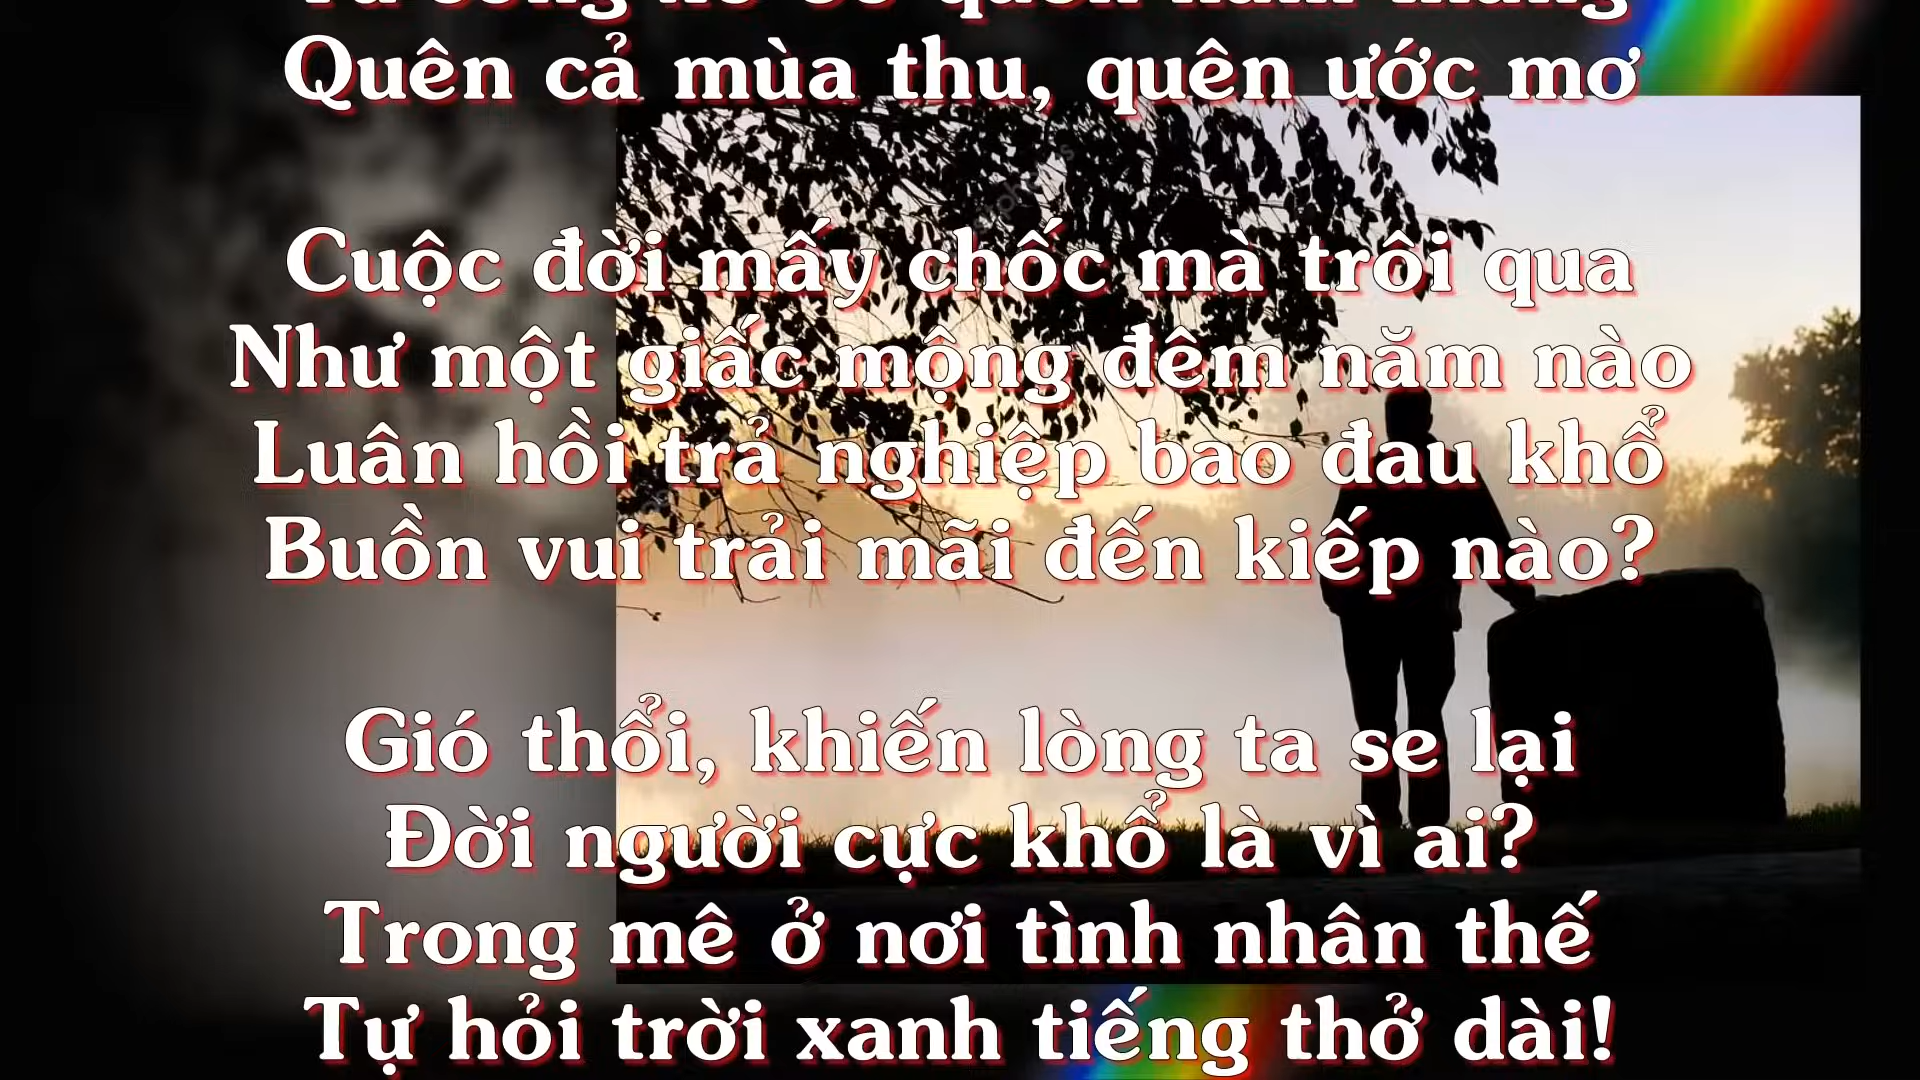 Quên cả mùa thu, quên ước mơ
Cuộc đời mấy chốc mà trôi qua
Như một giấc mộng đêm năm nào
Luân hồi trả nghiệp bao đau khổ
Buồn vui trải mãi đến kiếp nào?
Gió thổi, khiến lòng ta se lại
Đời người cực khổ là vì ai?
Trong mê ở nơi tình nhân thế
Tự hỏi trời xanh tiếng thở dài!